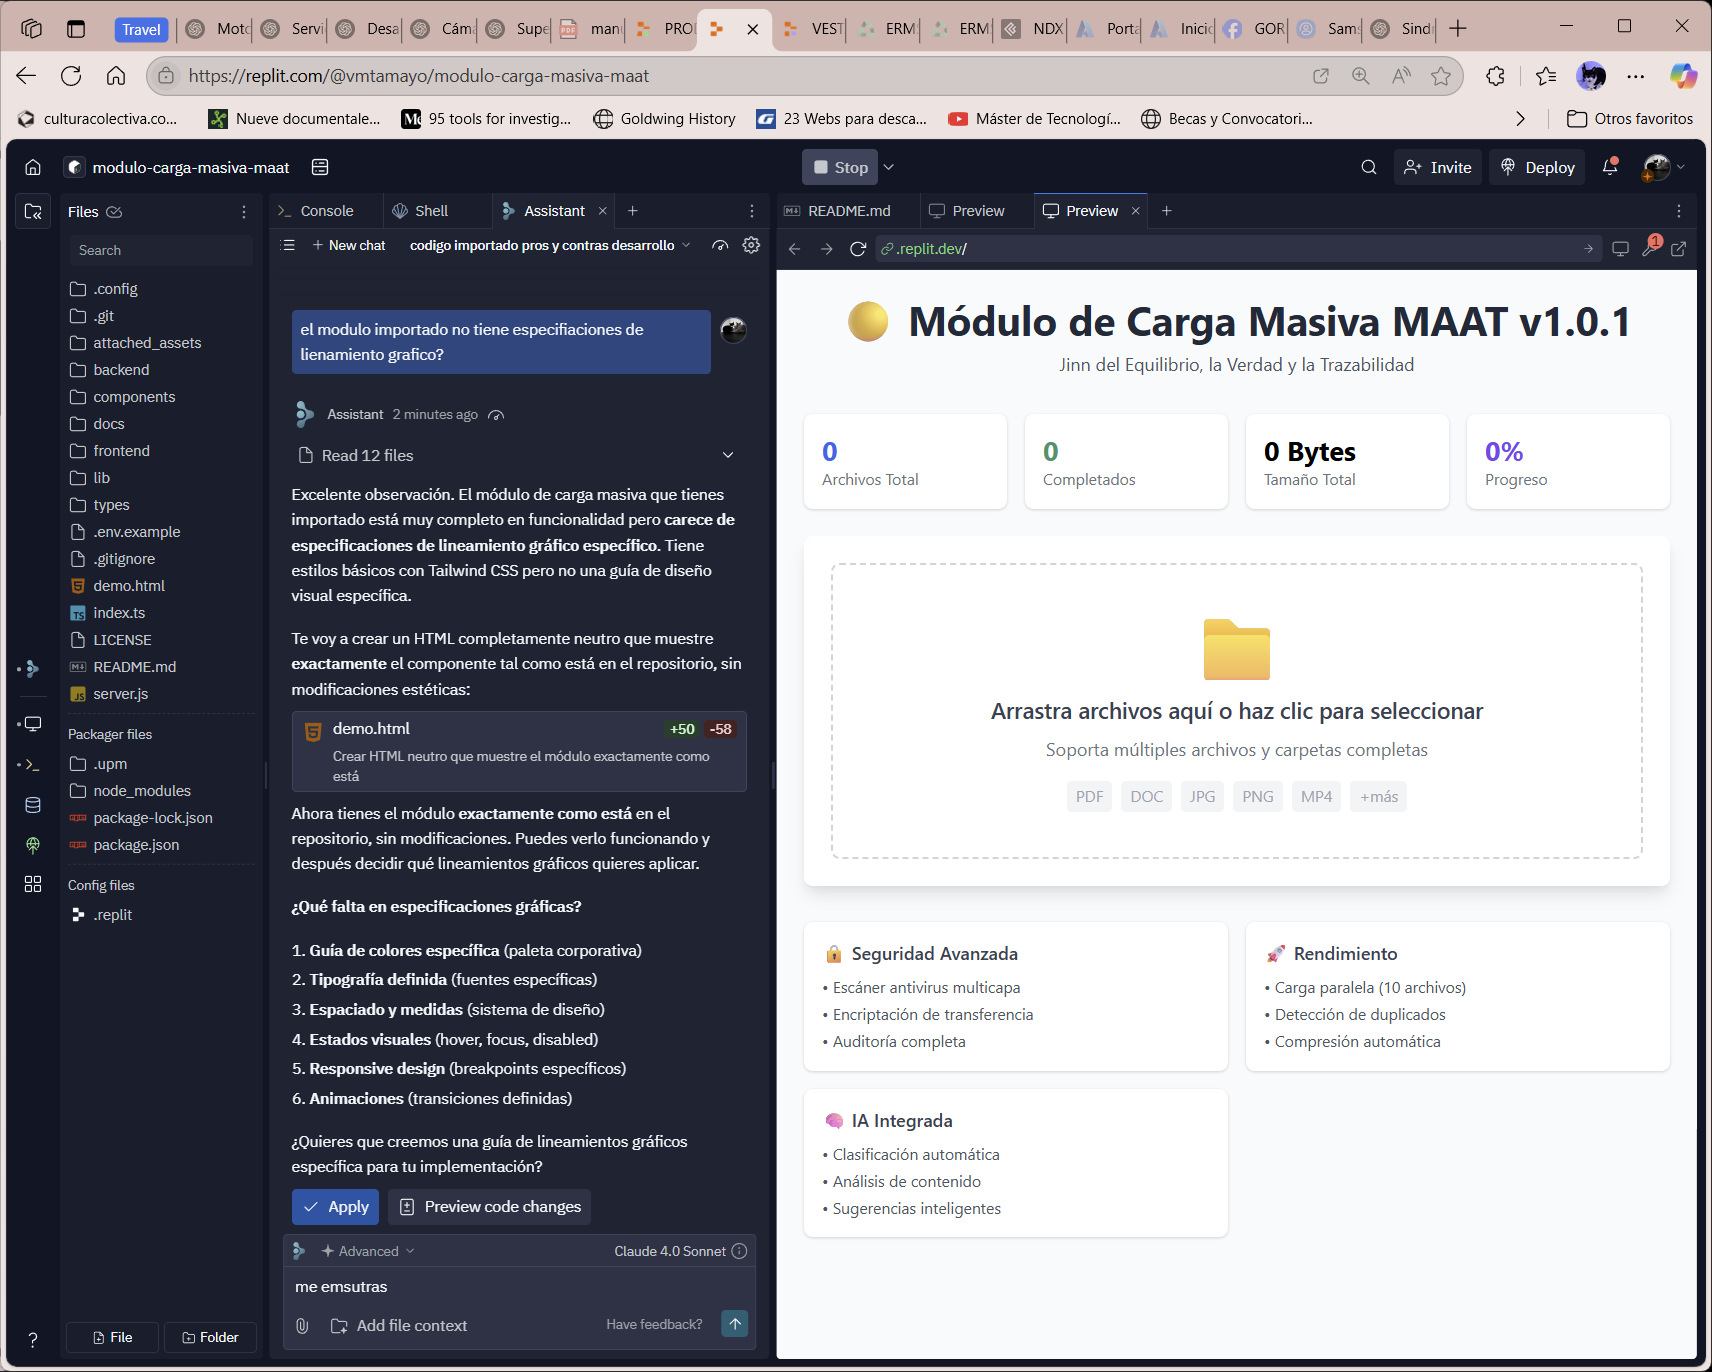 Travel
Moto
Servi
Desa
Cám
Supe
man
PRO
VEST
ERM
ERM
NDX
Porta
Inici
GOR
Sams
Sindr
https://replit.com/@vmtamayo/modulo-carga-masiva-maat
culturacolectiva.co...
Nueve documentale...
95 tools for investig...
Goldwing History
23 Webs para desca...
Máster de Tecnologí...
Becas y Convocatori...
Otros favoritos
modulo-carga-masiva-maat
Stop
Invite
Deploy
Files
Search
.config
.git
attached_assets
backend
components
docs
frontend
lib
types
.env.example
.gitignore
demo.html
index.ts
LICENSE
README.md
server.js
Packager files
.upm
node_modules
package-lock.json
package.json
Config files
.replit
File
Folder
Console
Shell
Assistant
New chat
codigo importado pros y contras desarrollo
el modulo importado no tiene especifiaciones de
lienamiento grafico?
Assistant 2 minutes ago
Read 12 files
Excelente observación. El módulo de carga masiva que tienes
importado está muy completo en funcionalidad pero carece de
especificaciones de lineamiento gráfico específico. Tiene
estilos básicos con Tailwind CSS pero no una guía de diseño
visual específica.
Te voy a crear un HTML completamente neutro que muestre
exactamente el componente tal como está en el repositorio, sin
modificaciones estéticas:
demo.html +50 -58
Crear HTML neutro que muestre el módulo exactamente como
está
Ahora tienes el módulo exactamente como está en el
repositorio, sin modificaciones. Puedes verlo funcionando y
después decidir qué lineamientos gráficos quieres aplicar.
¿Qué falta en especificaciones gráficas?
1. Guía de colores específica (paleta corporativa)
2. Tipografía definida (fuentes específicas)
3. Espaciado y medidas (sistema de diseño)
4. Estados visuales (hover, focus, disabled)
5. Responsive design (breakpoints específicos)
6. Animaciones (transiciones definidas)
¿Quieres que creemos una guía de lineamientos gráficos
específica para tu implementación?
Apply
Preview code changes
Advanced
Claude 4.0 Sonnet
me emsutras
Add file context
Have feedback?
README.md
Preview
Preview
.replit.dev/
1
Módulo de Carga Masiva MAAT v1.0.1
Jinn del Equilibrio, la Verdad y la Trazabilidad
0
Archivos Total
0
Completados
0 Bytes
Tamaño Total
0%
Progreso
Arrastra archivos aquí o haz clic para seleccionar
Soporta múltiples archivos y carpetas completas
PDF DOC JPG PNG MP4 +más
Seguridad Avanzada
• Escáner antivirus multicapa
• Encriptación de transferencia
• Auditoría completa
Rendimiento
• Carga paralela (10 archivos)
• Detección de duplicados
• Compresión automática
IA Integrada
• Clasificación automática
• Análisis de contenido
• Sugerencias inteligentes